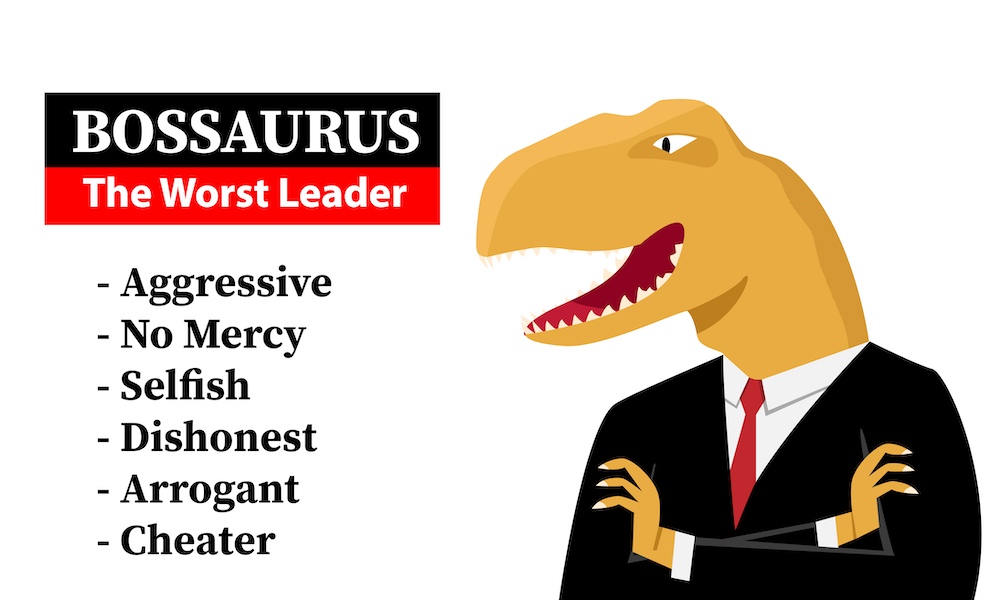 BOSSAURUS
The Worst Leader
- Aggressive
- No Mercy
- Selfish
- Dishonest
- Arrogant
- Cheater